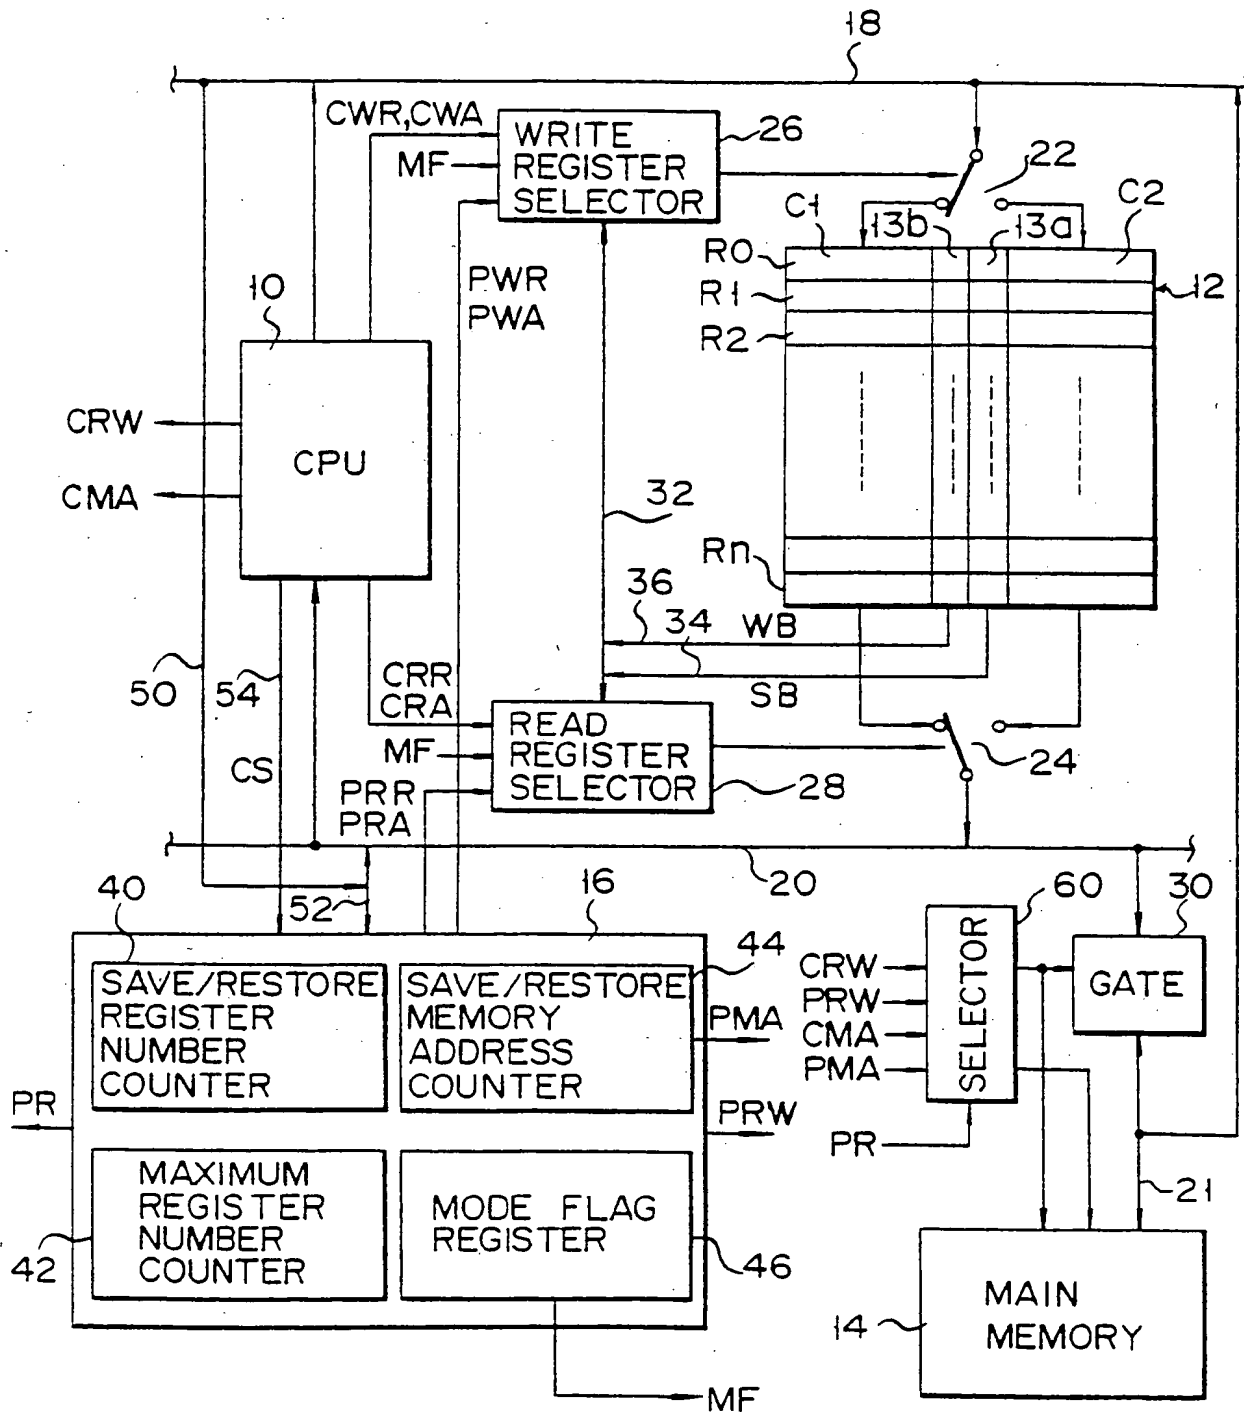 18
CWR,CWA
WRITE
REGISTER
SELECTOR
26
MF
22
C1
13b
13a
C2
R0
R1
R2
12
PWR
PWA
10
CRW
CPU
CMA
32
Rn
36
34
WB
SB
50
54
CRR
CRA
READ
REGISTER
SELECTOR
MF
CS
28
24
PRR
PRA
20
40
52
16
60
30
44
SAVE/RESTORE
REGISTER
NUMBER
COUNTER
SAVE/RESTORE
MEMORY
ADDRESS
COUNTER
PMA
CRW
PRW
CMA
PMA
SELECTOR
GATE
PR
PRW
PR
MAXIMUM
REGISTER
NUMBER
COUNTER
MODE FLAG
REGISTER
21
42
46
MAIN
MEMORY
14
MF